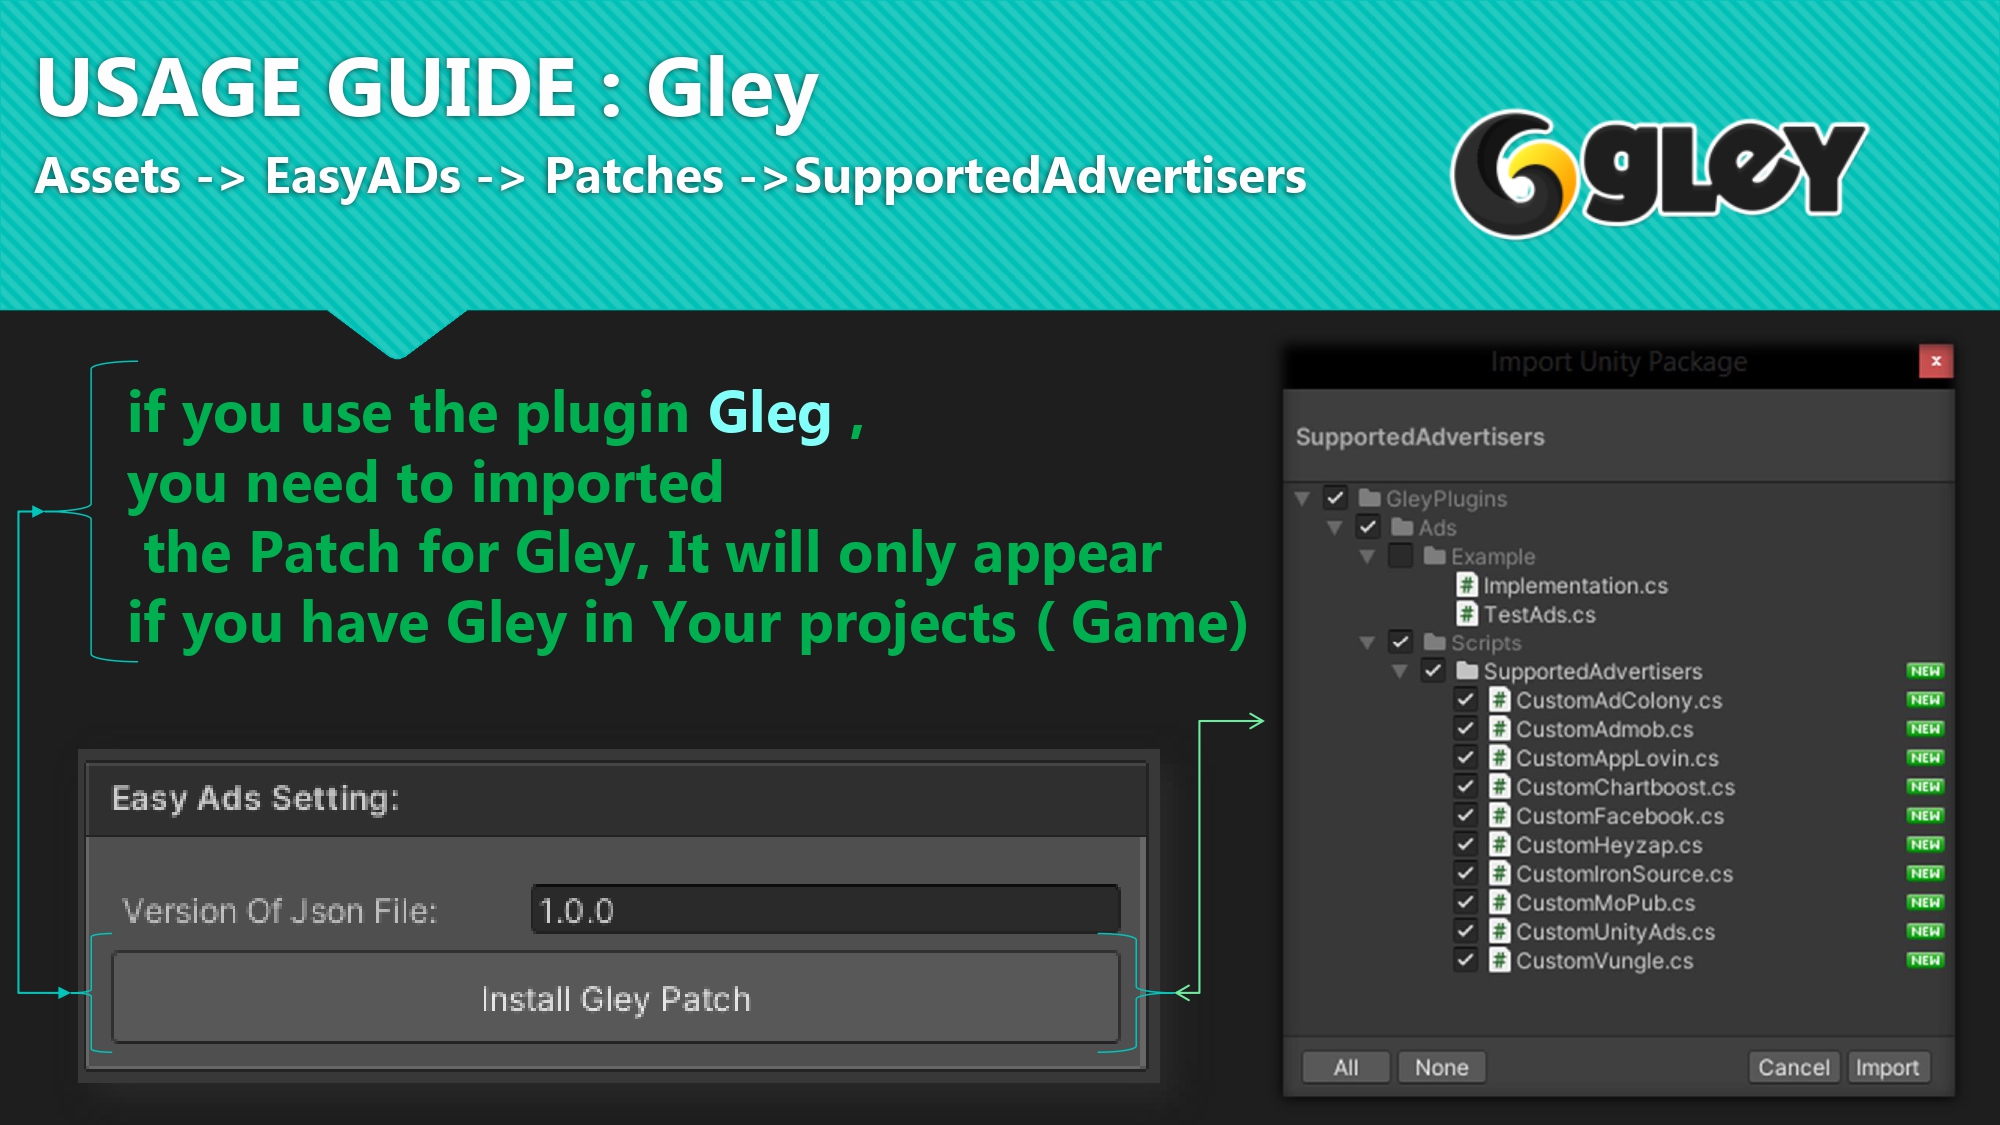 USAGE GUIDE : Gley
Assets -> EasyADs -> Patches ->SupportedAdvertisers
gLeY
if you use the plugin Gleg ,
you need to imported
the Patch for Gley, It will only appear
if you have Gley in Your projects ( Game)
Easy Ads Setting:
Version Of Json File: 1.0.0
Install Gley Patch
Import Unity Package
x
SupportedAdvertisers
GleyPlugins
Ads
Example
Implementation.cs
TestAds.cs
Scripts
SupportedAdvertisers NEW
CustomAdColony.cs NEW
CustomAdmob.cs NEW
CustomAppLovin.cs NEW
CustomChartboost.cs NEW
CustomFacebook.cs NEW
CustomHeyzap.cs NEW
CustomIronSource.cs NEW
CustomMoPub.cs NEW
CustomUnityAds.cs NEW
CustomVungle.cs NEW
All None Cancel Import